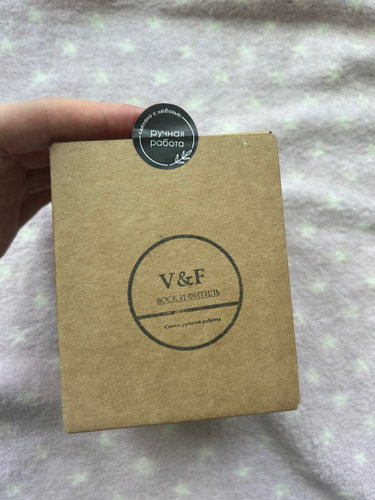 сделано с любовью
ручная
работа
V&F
ВОСК И ФИТИЛЬ
Свечи ручной работы